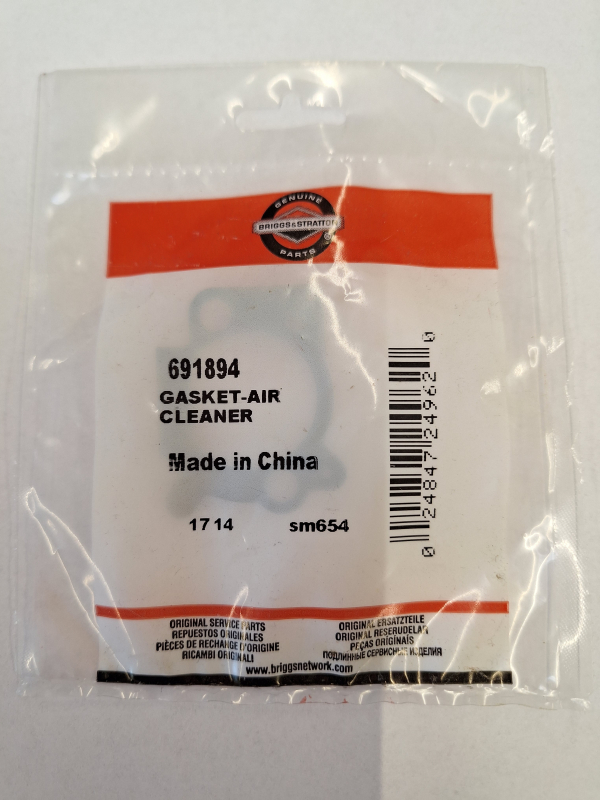 GENUINE
BRIGGS&STRATTON
®
PARTS
691894
GASKET-AIR
CLEANER
Made in China
1714 sm654
0 24847 24962 0
ORIGINAL SERVICE PARTS
REPUESTOS ORIGINALES
PIÈCES DE RECHANGE D'ORIGINE
RICAMBI ORIGINALI
ORIGINAL ERSATZTEILE
ORIGINAL RESERUDELAR
PEÇAS ORIGINAIS
ПОДЛИННЫЕ СЕРВИСНЫЕ ИЗДЕЛИЯ
www.briggsnetwork.com